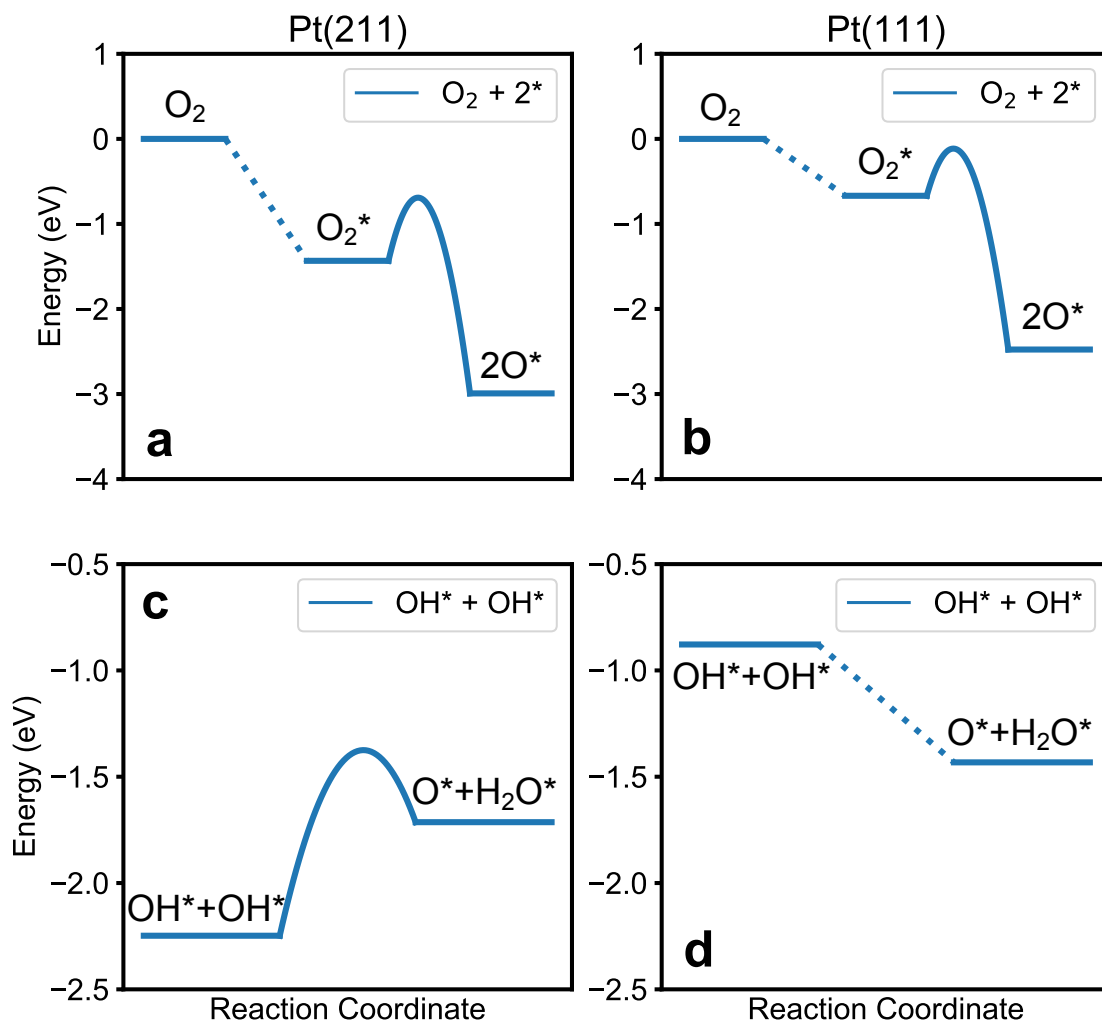 Pt(211)
Pt(111)
1
0
−1
−2
−3
−4
Energy (eV)
O₂ + 2*
O₂
O₂*
2O*
a
1
0
−1
−2
−3
−4
O₂ + 2*
O₂
O₂*
2O*
b
−0.5
−1.0
−1.5
−2.0
−2.5
Energy (eV)
c
OH* + OH*
OH*+OH*
O*+H₂O*
Reaction Coordinate
−0.5
−1.0
−1.5
−2.0
−2.5
OH* + OH*
OH*+OH*
O*+H₂O*
d
Reaction Coordinate